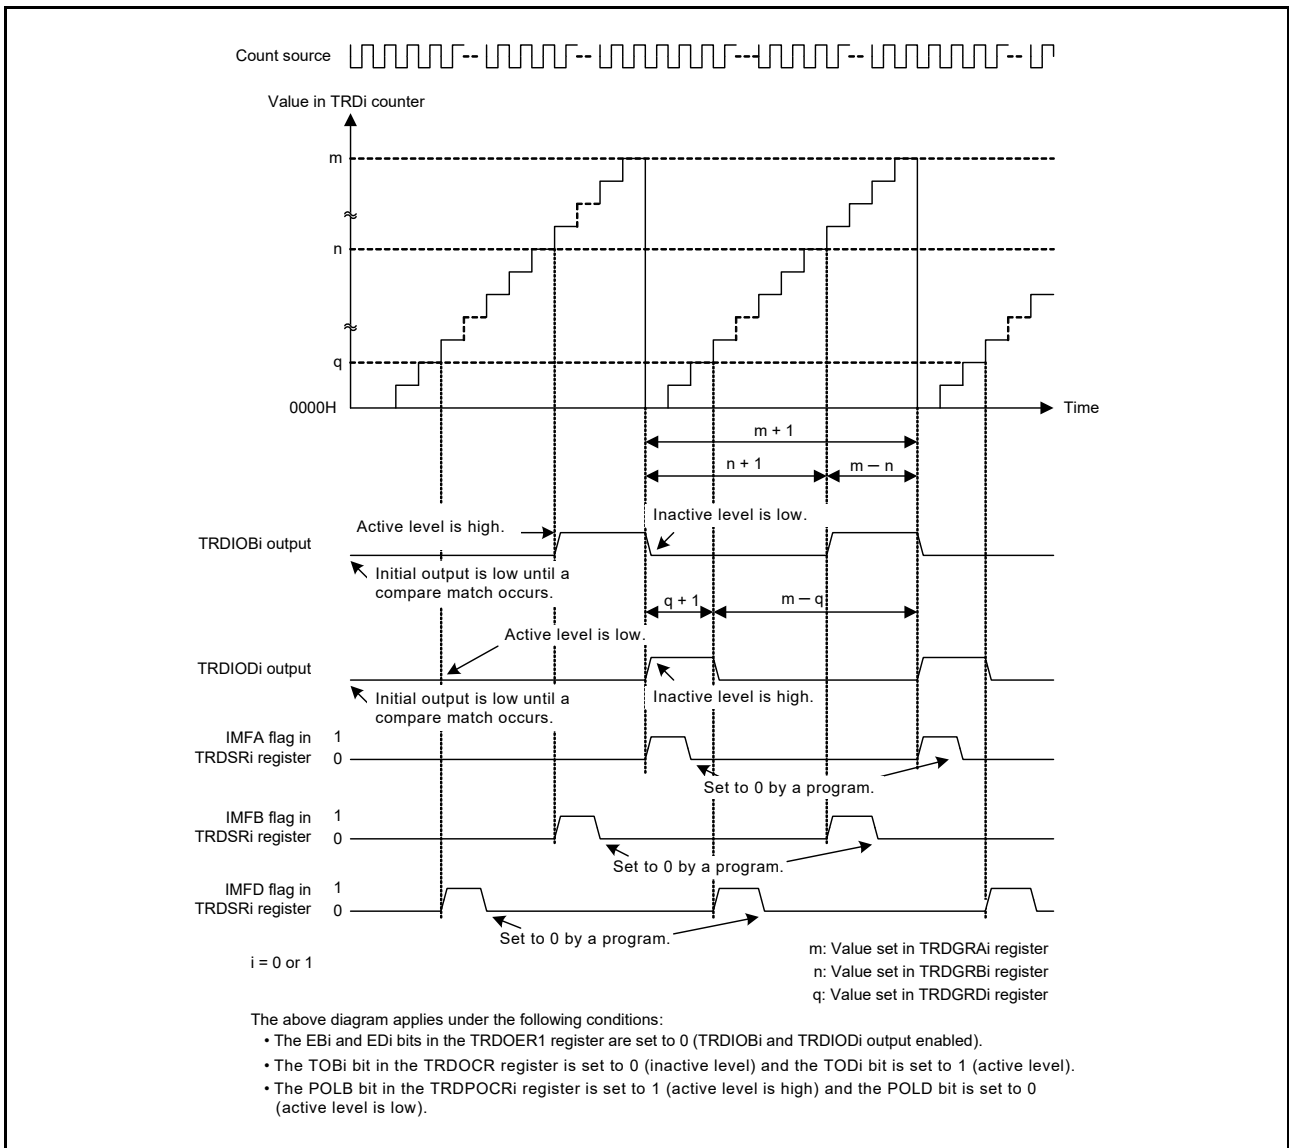 Count source
Value in TRDi counter
m
n
q
0000H
Time
m + 1
n + 1
m − n
Active level is high.
Inactive level is low.
TRDIOBi output
Initial output is low until a
compare match occurs.
q + 1
m − q
Active level is low.
TRDIODi output
Inactive level is high.
Initial output is low until a
compare match occurs.
IMFA flag in
TRDSRi register
1
0
Set to 0 by a program.
IMFB flag in
TRDSRi register
1
0
Set to 0 by a program.
IMFD flag in
TRDSRi register
1
0
Set to 0 by a program.
i = 0 or 1
m: Value set in TRDGRAi register
n: Value set in TRDGRBi register
q: Value set in TRDGRDi register
The above diagram applies under the following conditions:
• The EBi and EDi bits in the TRDOER1 register are set to 0 (TRDIOBi and TRDIODi output enabled).
• The TOBi bit in the TRDOCR register is set to 0 (inactive level) and the TODi bit is set to 1 (active level).
• The POLB bit in the TRDPOCRi register is set to 1 (active level is high) and the POLD bit is set to 0
(active level is low).